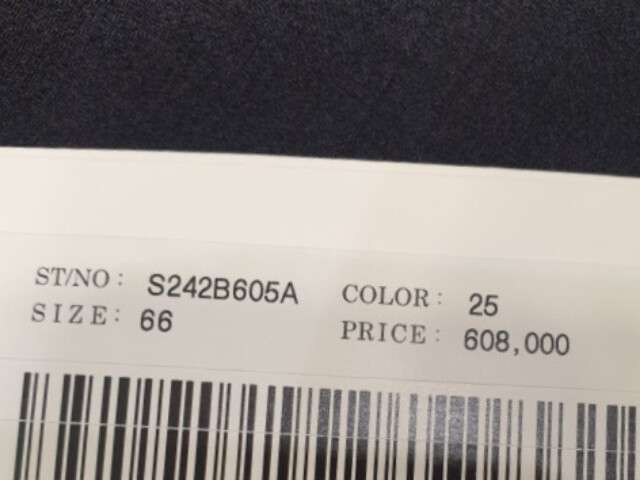 ST/NO: S242B605A COLOR: 25
SIZE: 66 PRICE: 608,000